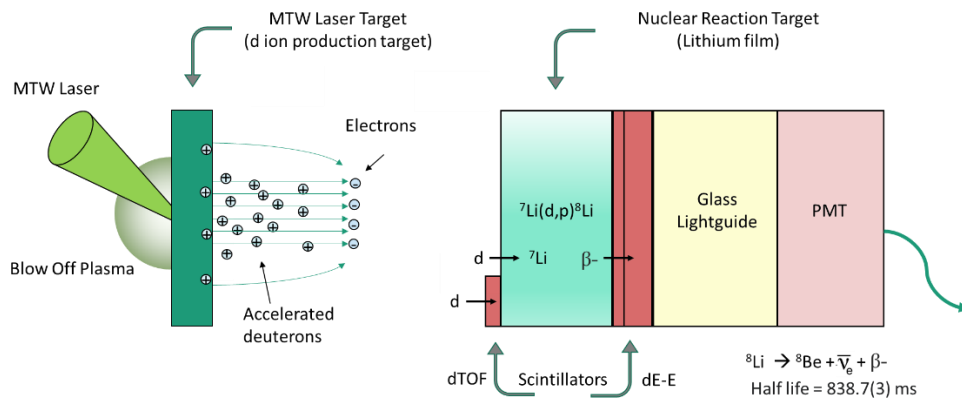 MTW Laser Target
(d ion production target)
Nuclear Reaction Target
(Lithium film)
MTW Laser
Electrons
Blow Off Plasma
Accelerated
deuterons
⁷Li(d,p)⁸Li
d
⁷Li
β-
d
Glass
Lightguide
PMT
dTOF
Scintillators
dE-E
⁸Li → ⁸Be + ν̅ₑ + β-
Half life = 838.7(3) ms